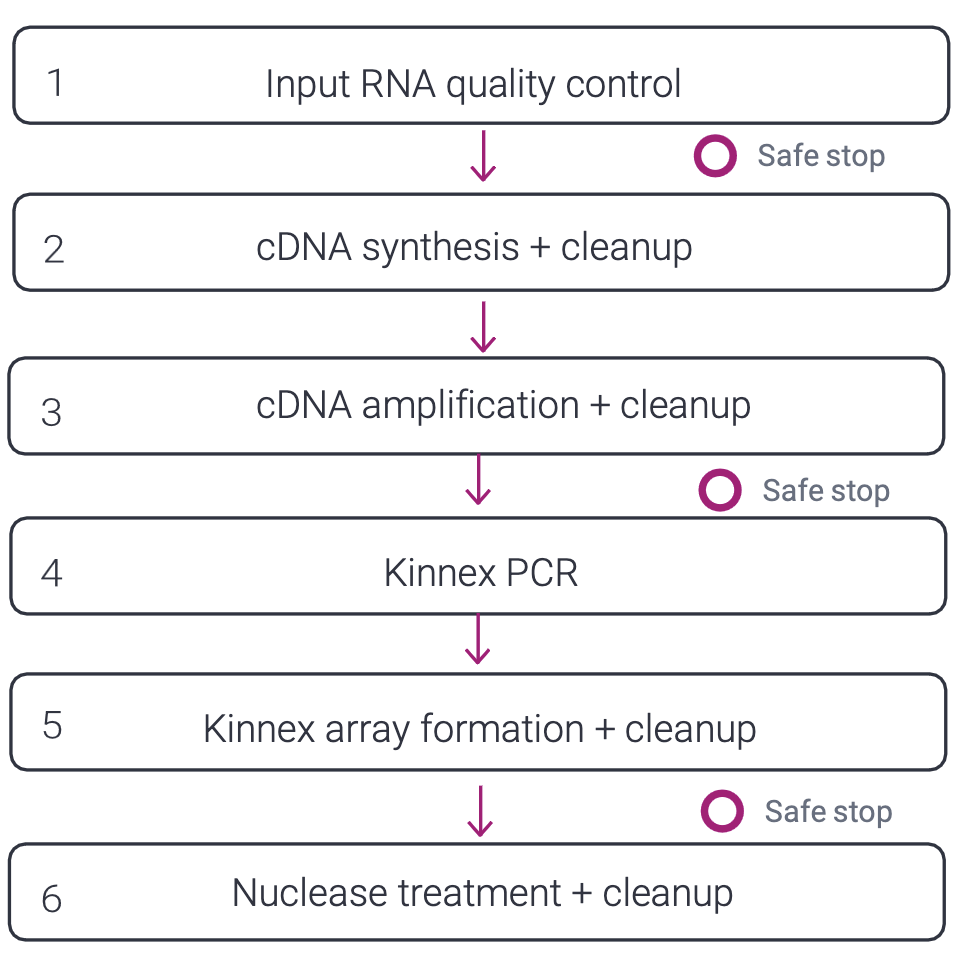 1 Input RNA quality control
Safe stop
2 cDNA synthesis + cleanup
3 cDNA amplification + cleanup
Safe stop
4 Kinnex PCR
5 Kinnex array formation + cleanup
Safe stop
6 Nuclease treatment + cleanup